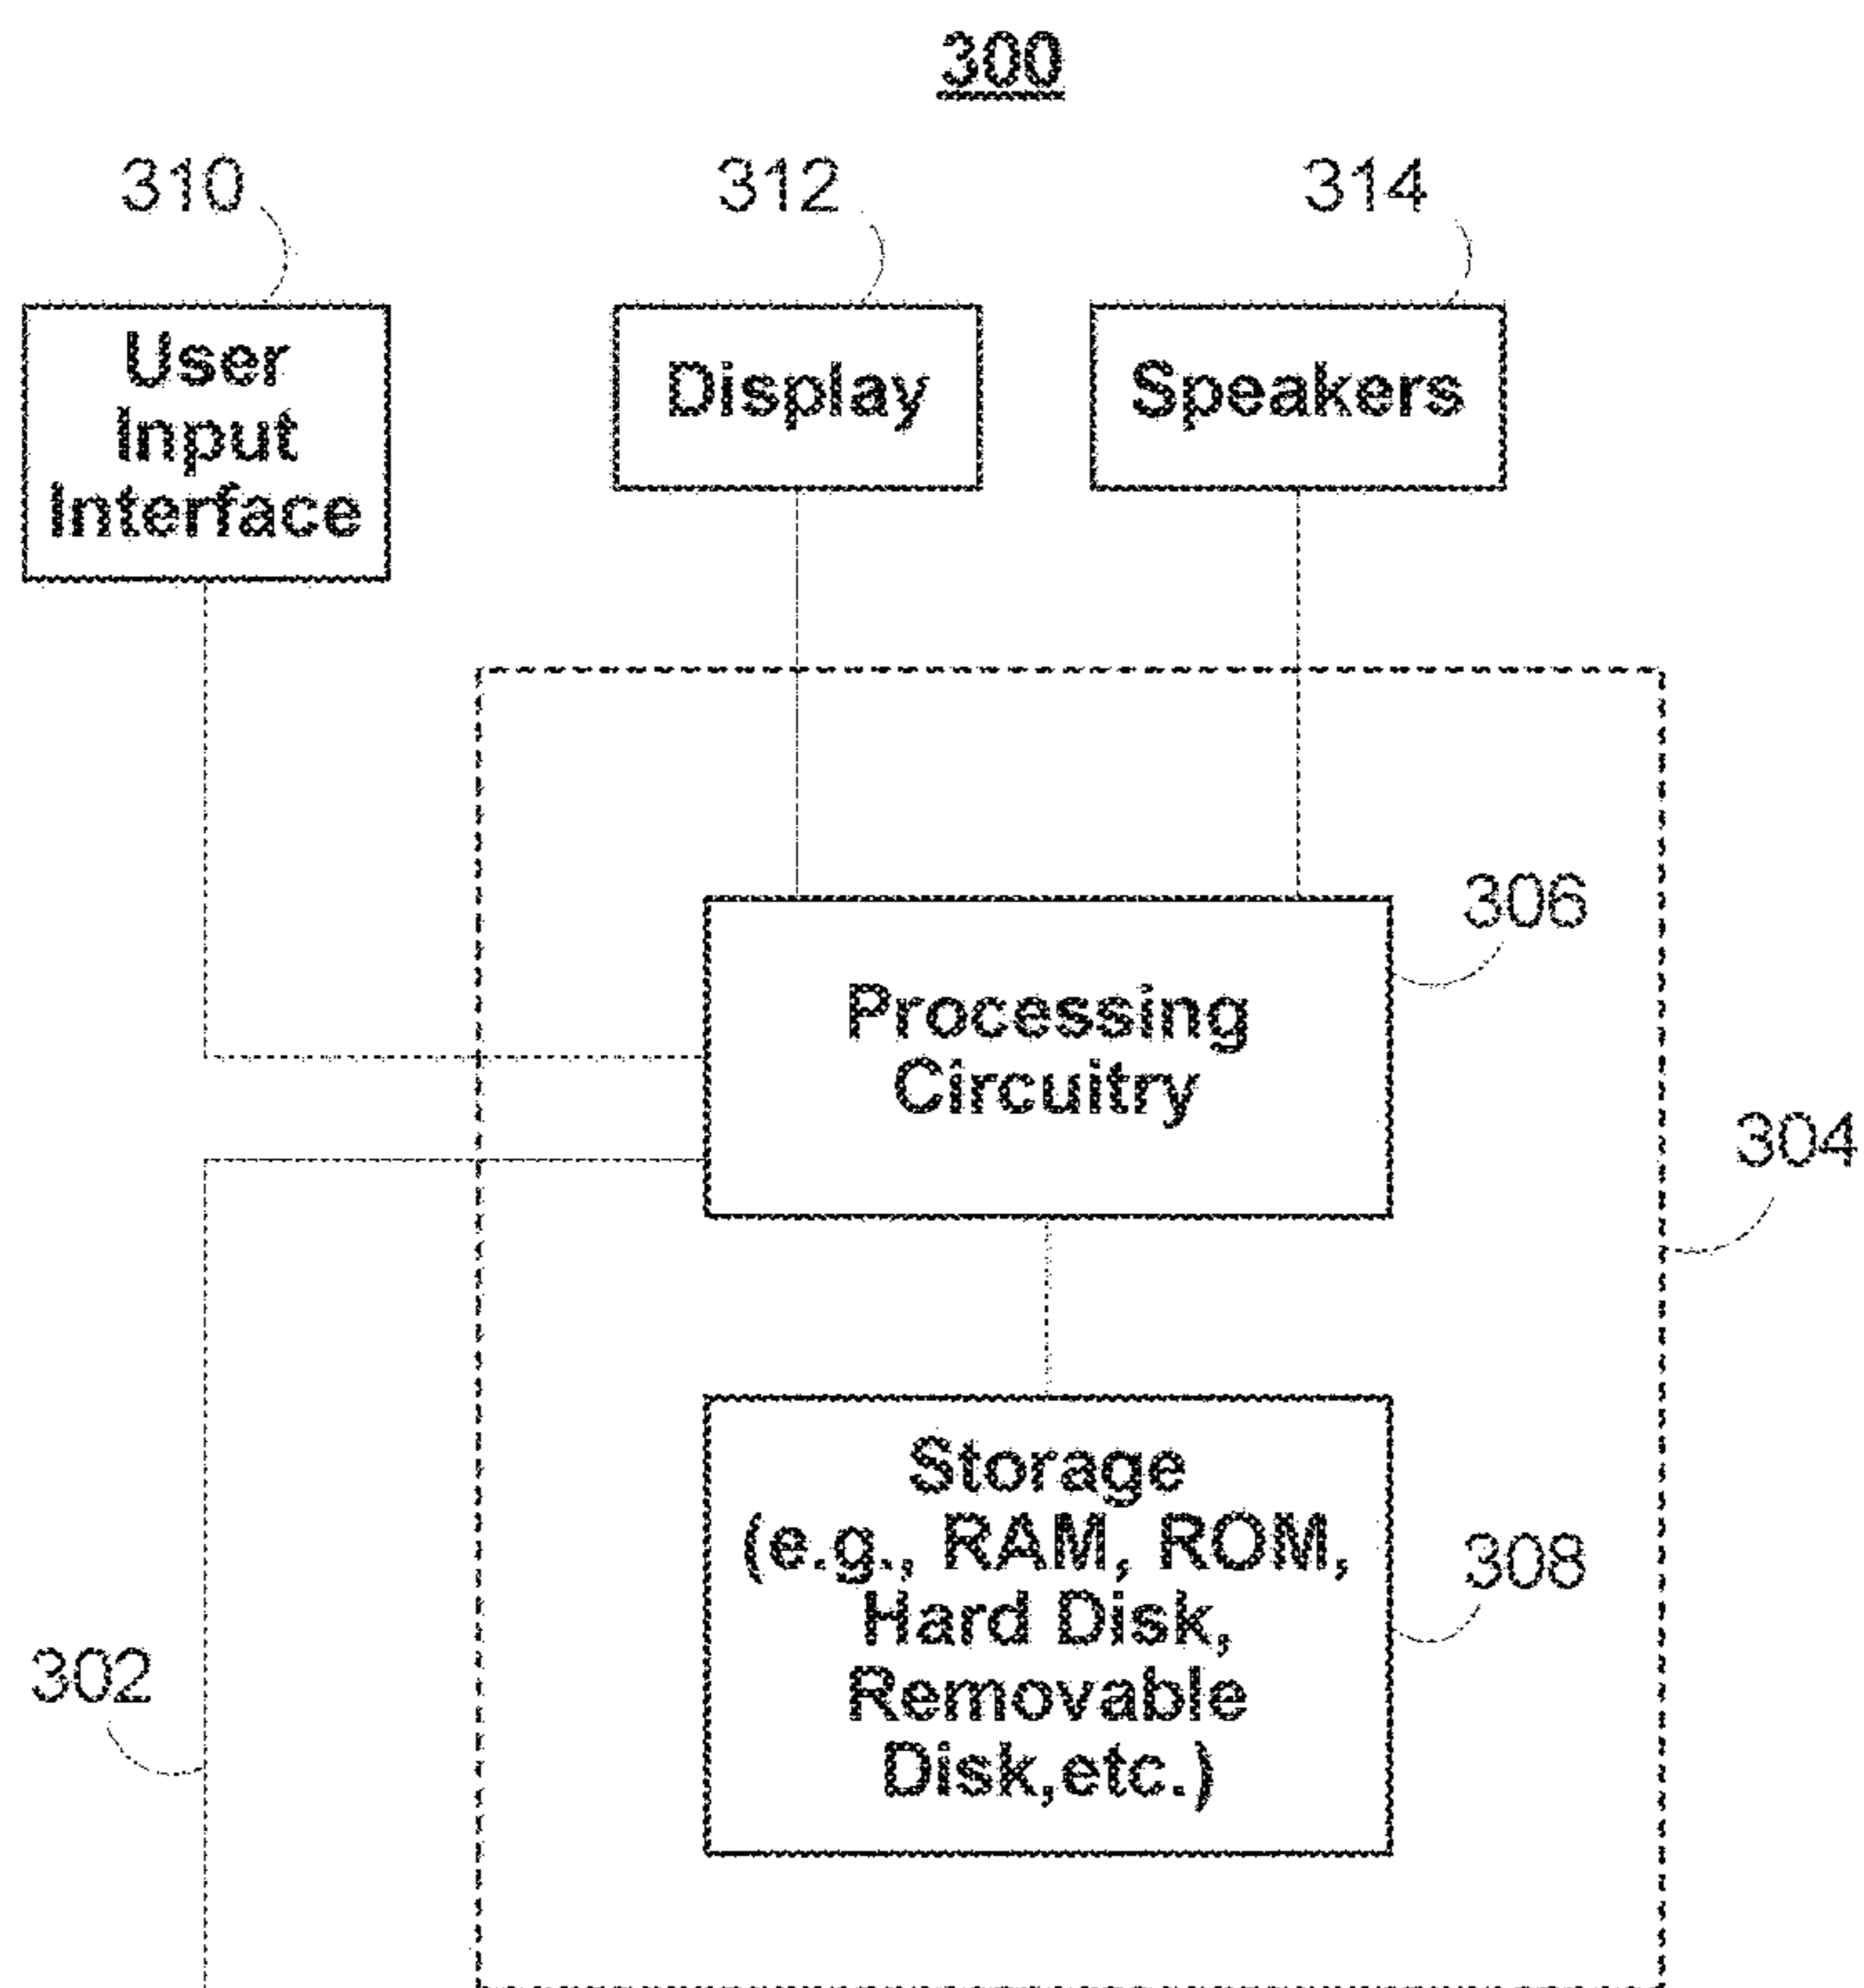 300
310
312
314
User
Input
Interface
Display
Speakers
306
Processing
Circuitry
304
Storage
(e.g., RAM, ROM,
Hard Disk,
Removable
Disk,etc.)
308
302